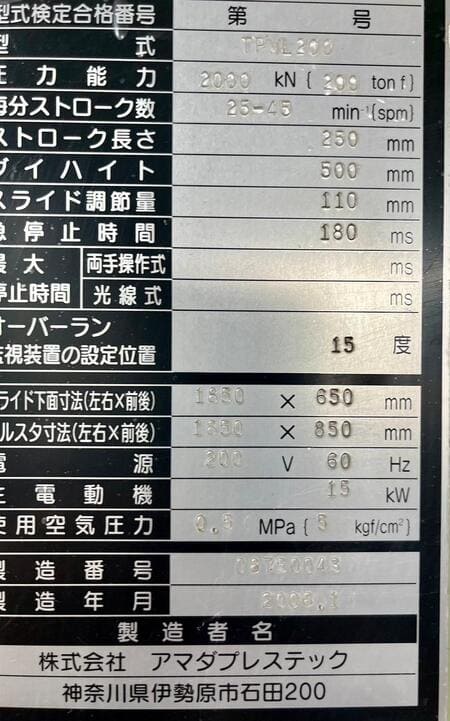 型式検定合格番号 第 号
型 式 TPWL200
圧力能力 2000 kN { 200 tonf}
毎分ストローク数 25-45 min⁻¹{spm}
ストローク長さ 250 mm
ダイハイト 500 mm
スライド調節量 110 mm
急停止時間 180 ms
最大 両手操作式 ms
停止時間 光線式 ms
オーバーラン
監視装置の設定位置 15 度
スライド下面寸法(左右×前後) 1850 × 650 mm
ボルスタ寸法(左右×前後) × 850 mm
電 源 200 V 60 Hz
主電動機 15 kW
使用空気圧力 0.5 MPa { 5 kgf/cm²}
製造番号
製造年月
製造者名
株式会社 アマダプレステック
神奈川県伊勢原市石田200